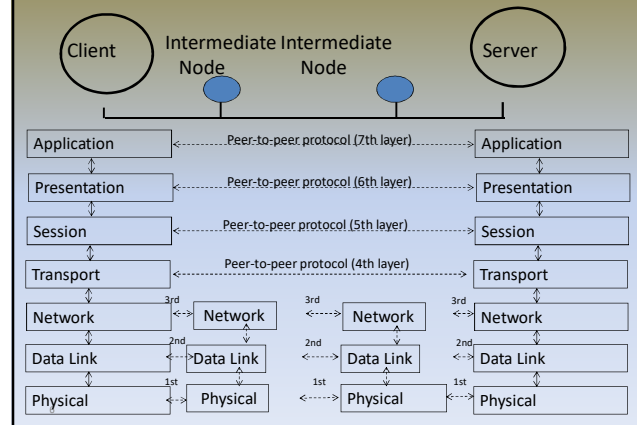 Client
Intermediate Intermediate
Node Node
Server
Application Peer-to-peer protocol (7th layer) Application
Presentation Peer-to-peer protocol (6th layer) Presentation
Session Peer-to-peer protocol (5th layer) Session
Transport Peer-to-peer protocol (4th layer) Transport
Network 3rd Network 3rd Network 3rd Network
Data Link 2nd Data Link 2nd Data Link 2nd Data Link
Physical 1st Physical 1st Physical 1st Physical